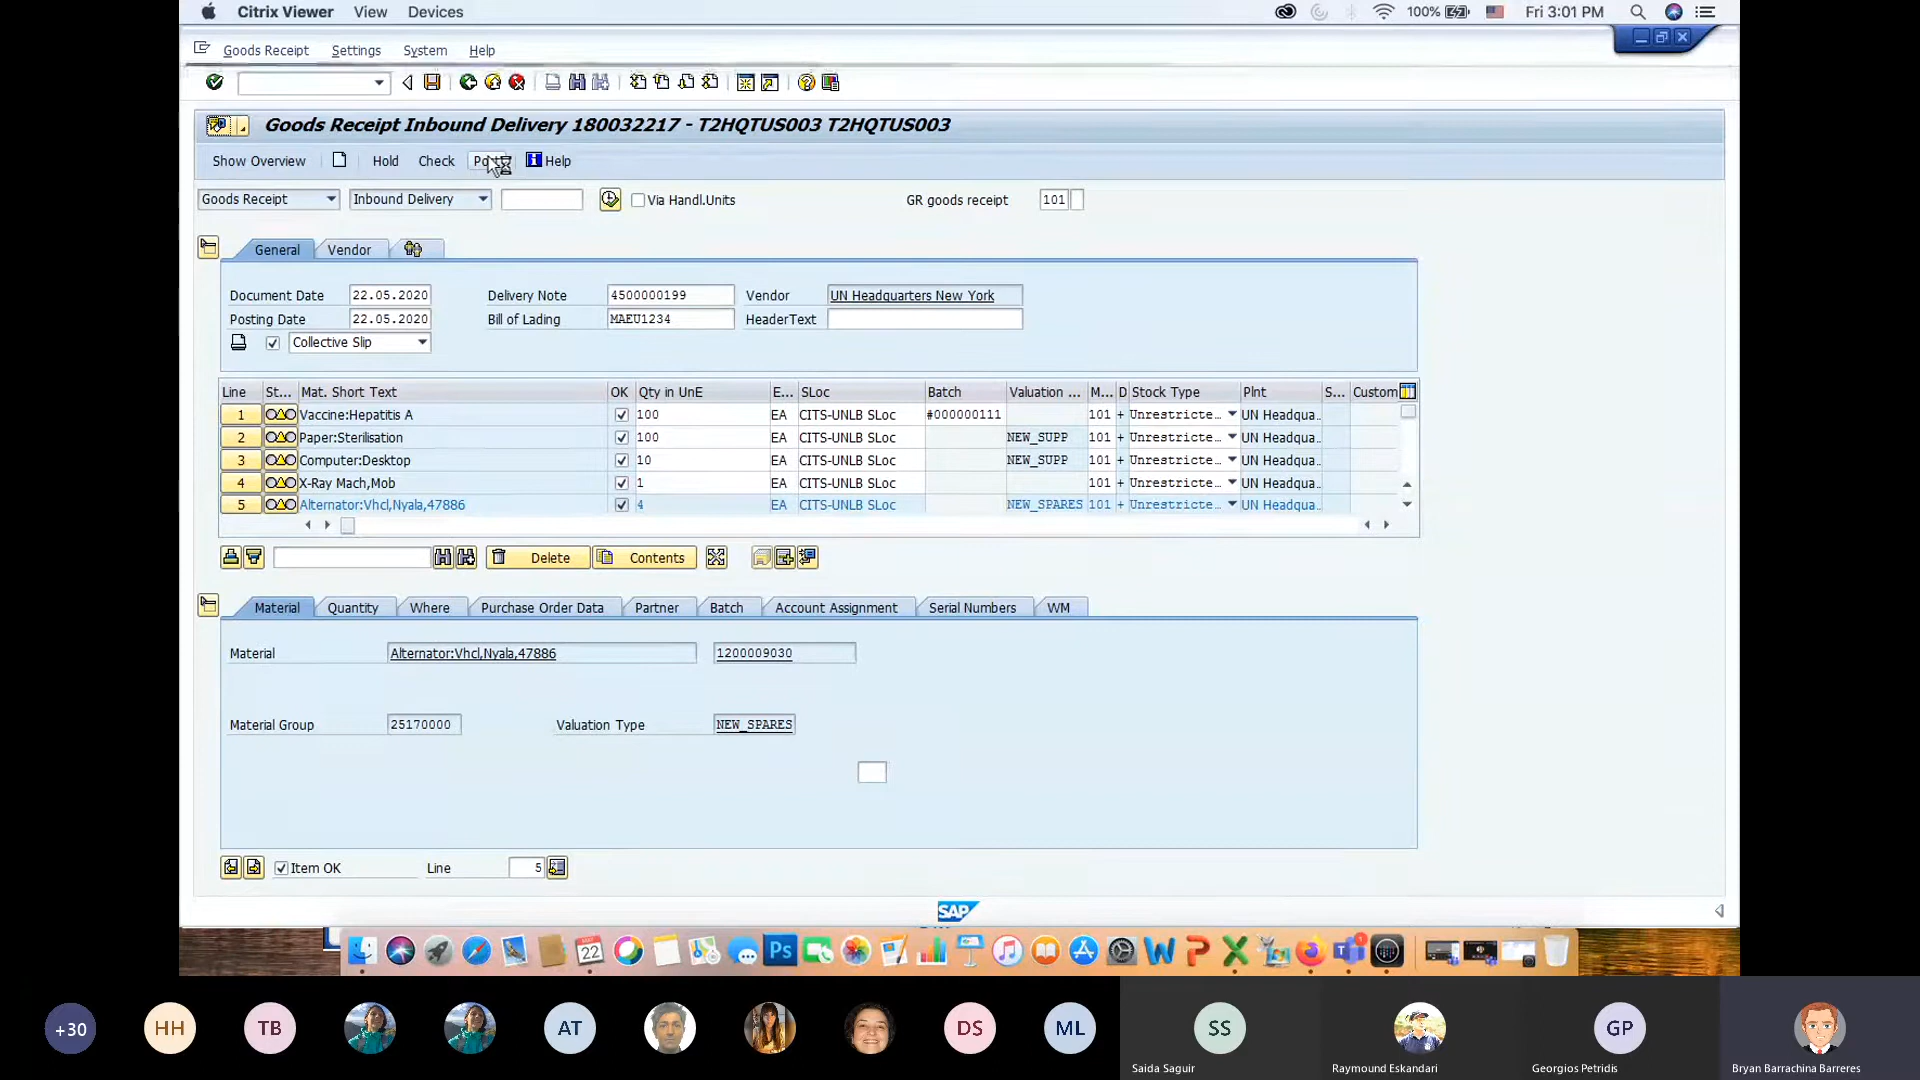 Citrix Viewer View Devices 100% Fri 3:01 PM
Goods Receipt Settings System Help
Goods Receipt Inbound Delivery 180032217 - T2HQTUS003 T2HQTUS003
Show Overview Hold Check Help
Goods Receipt Inbound Delivery Via Handl.Units GR goods receipt 101
General Vendor
Document Date 22.05.2020 Delivery Note 4500000199 Vendor UN Headquarters New York
Posting Date 22.05.2020 Bill of Lading MAEU1234 HeaderText
Collective Slip
Line St... Mat. Short Text OK Qty in UnE E... SLoc Batch Valuation ... M... D Stock Type Plnt S... Custom
1 Vaccine:Hepatitis A 100 EA CITS-UNLB SLoc #000000111 101 + Unrestricte... UN Headqua..
2 Paper:Sterilisation 100 EA CITS-UNLB SLoc NEW_SUPP 101 + Unrestricte... UN Headqua..
3 Computer:Desktop 10 EA CITS-UNLB SLoc NEW_SUPP 101 + Unrestricte... UN Headqua..
4 X-Ray Mach,Mob 1 EA CITS-UNLB SLoc 101 + Unrestricte... UN Headqua..
5 Alternator:Vhcl,Nyala,47886 4 EA CITS-UNLB SLoc NEW_SPARES 101 + Unrestricte... UN Headqua..
Delete Contents
Material Quantity Where Purchase Order Data Partner Batch Account Assignment Serial Numbers WM
Material Alternator:Vhcl,Nyala,47886 1200009030
Material Group 25170000 Valuation Type NEW_SPARES
Item OK Line 5
SAP
22 Ps
+30 HH TB AT DS ML SS GP
Saida Saguir Raymound Eskandari Georgios Petridis Bryan Barrachina Barreres